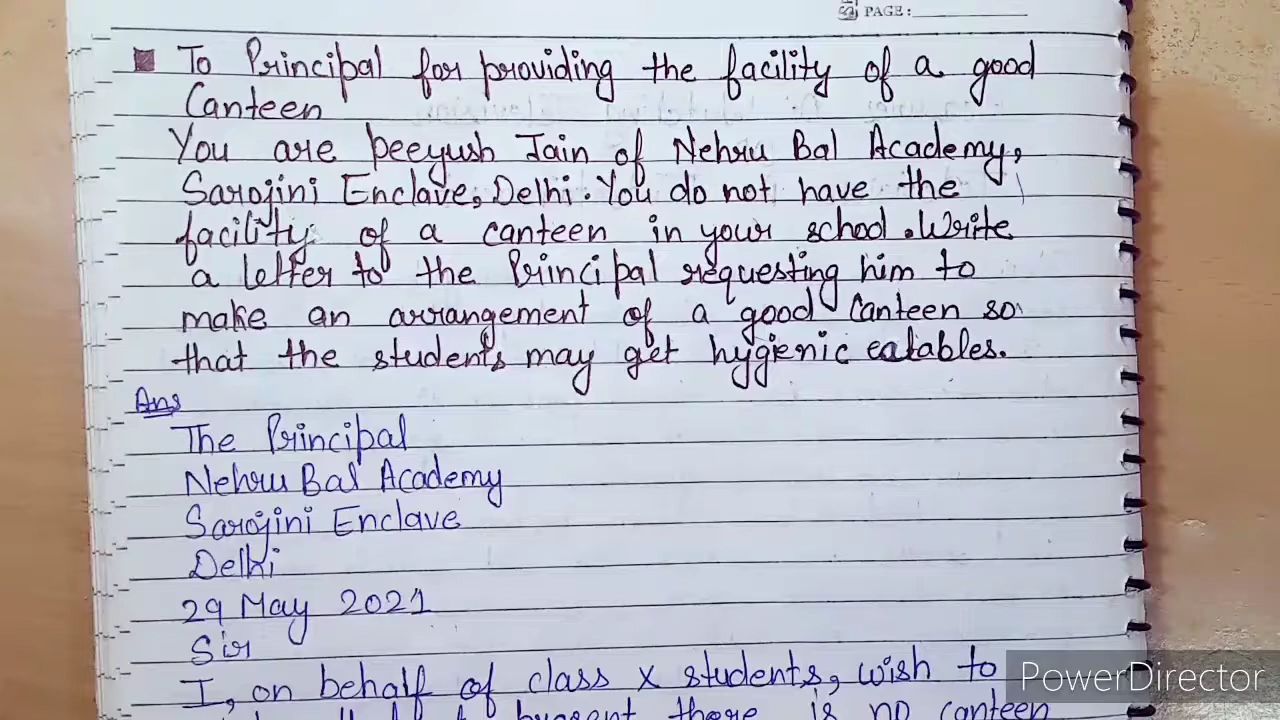 PAGE:
To Principal for providing the facility of a good
Canteen
You are peeyush Jain of Nehru Bal Academy,
Sarojini Enclave, Delhi. You do not have the
facility of a canteen in your school. Write
a letter to the Principal requesting him to
make an arrangement of a good Canteen so
that the students may get hygienic eatables.
Ans
The Principal
Nehru Bal Academy
Sarojini Enclave
Delhi
29 May 2021
Sir
I, on behalf of class X students, wish to
present there is no canteen
PowerDirector